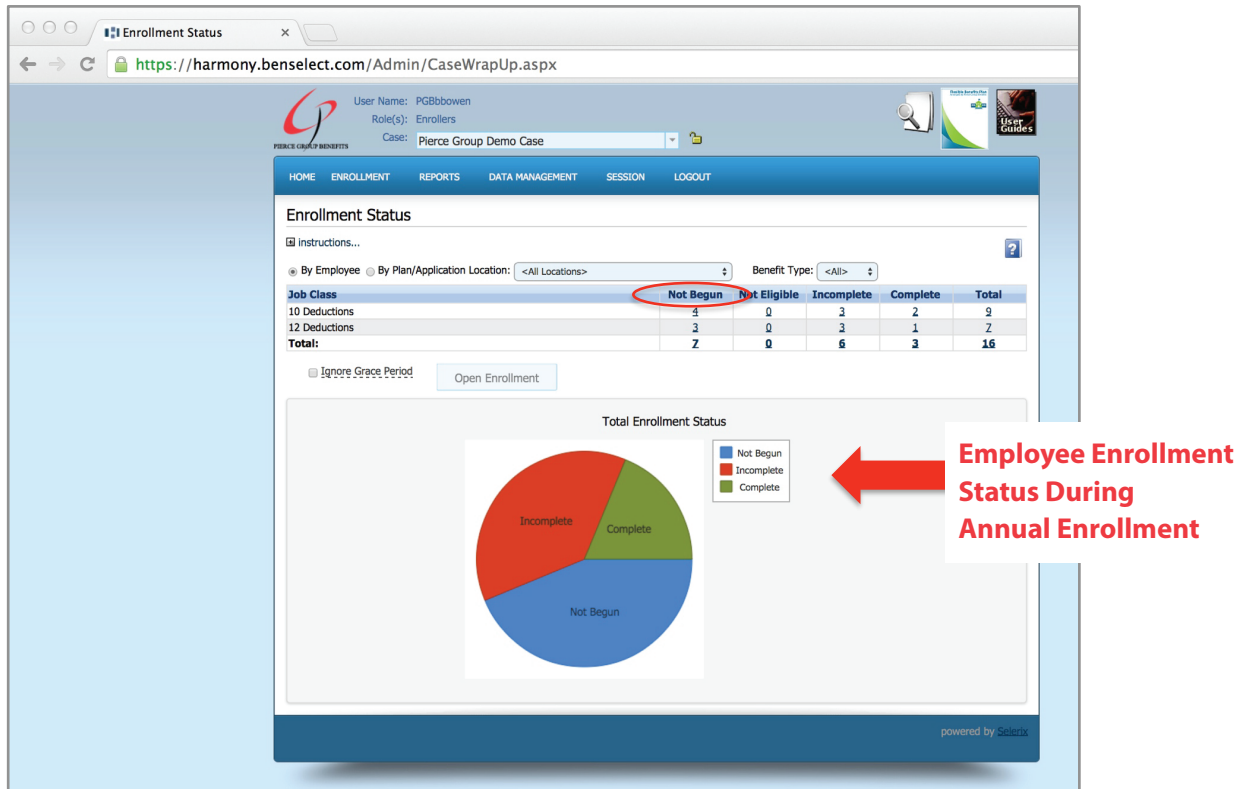 Enrollment Status
https://harmony.benselect.com/Admin/CaseWrapUp.aspx
PIERCE GROUP BENEFITS
User Name: PGBbbowen
Role(s): Enrollers
Case: Pierce Group Demo Case
Flexible Benefits Plan
User Guides
HOME ENROLLMENT REPORTS DATA MANAGEMENT SESSION LOGOUT
Enrollment Status
instructions...
?
By Employee By Plan/Application Location: <All Locations> Benefit Type: <All>
Job Class Not Begun Not Eligible Incomplete Complete Total
10 Deductions 4 0 3 2 9
12 Deductions 3 0 3 1 7
Total: 7 0 6 3 16
Ignore Grace Period Open Enrollment
Total Enrollment Status
Not Begun
Incomplete
Complete
Incomplete
Complete
Not Begun
Employee Enrollment
Status During
Annual Enrollment
powered by Selerix